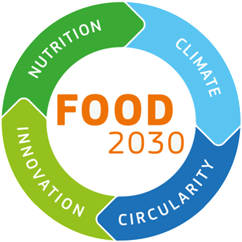 NUTRITION
CLIMATE
FOOD
2030
INNOVATION
CIRCULARITY